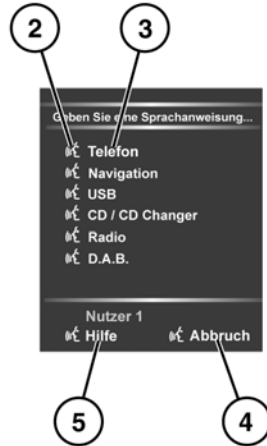 2
3
Geben Sie eine Sprachanweisung...
Telefon
Navigation
USB
CD / CD Changer
Radio
D.A.B.
Nutzer 1
Hilfe
Abbruch
5
4